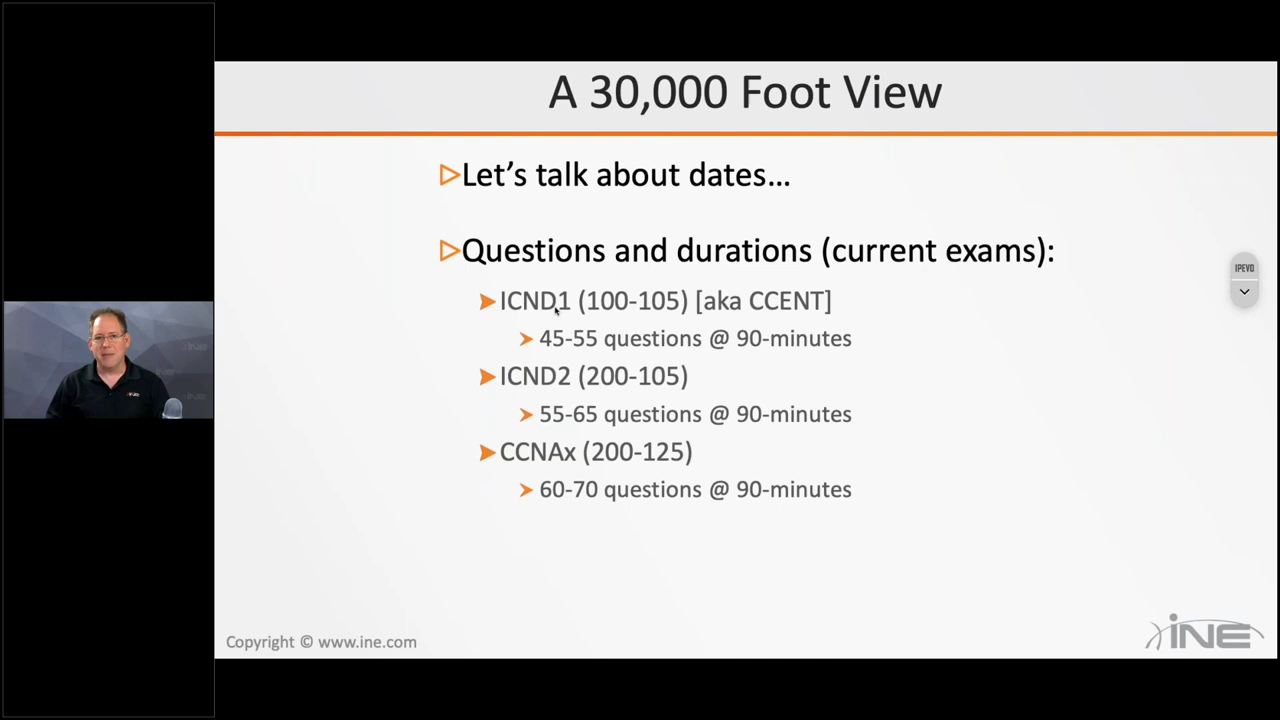 A 30,000 Foot View
Let's talk about dates...
Questions and durations (current exams):
ICND1 (100-105) [aka CCENT]
45-55 questions @ 90-minutes
ICND2 (200-105)
55-65 questions @ 90-minutes
CCNAx (200-125)
60-70 questions @ 90-minutes
IPEVO
Copyright © www.ine.com
iNE